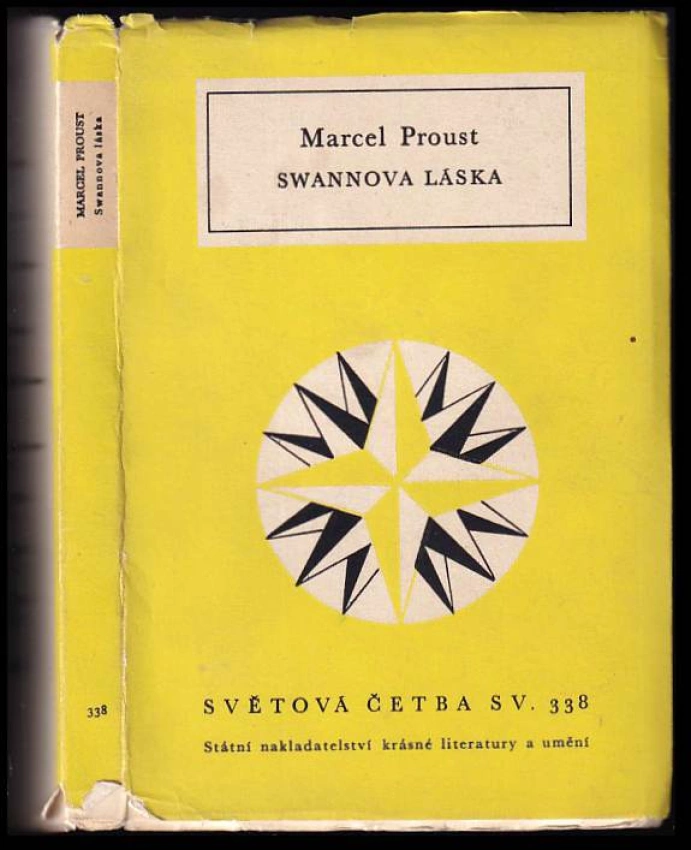 MARCEL PROUST
Swannova láska
338
Marcel Proust
SWANNOVA LÁSKA
SVĚTOVÁ ČETBA SV. 338
Státní nakladatelství krásné literatury a umění